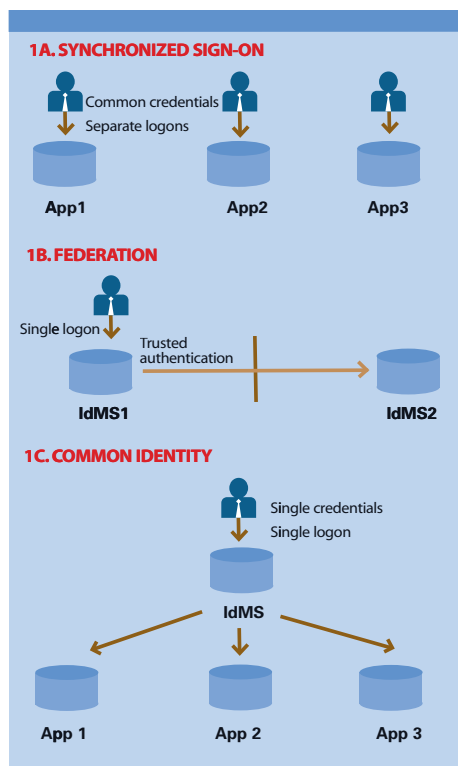 1A. SYNCHRONIZED SIGN-ON
Common credentials
Separate logons
App1
App2
App3
1B. FEDERATION
Single logon
Trusted
authentication
IdMS1
IdMS2
1C. COMMON IDENTITY
Single credentials
Single logon
IdMS
App 1
App 2
App 3